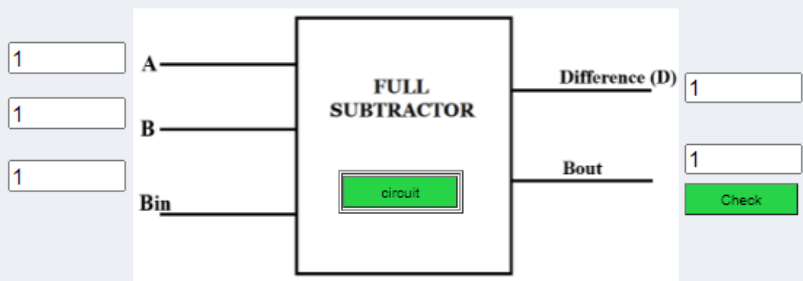 1
A
1
B
1
Bin
FULL
SUBTRACTOR
circuit
Difference (D)
1
Bout
1
Check